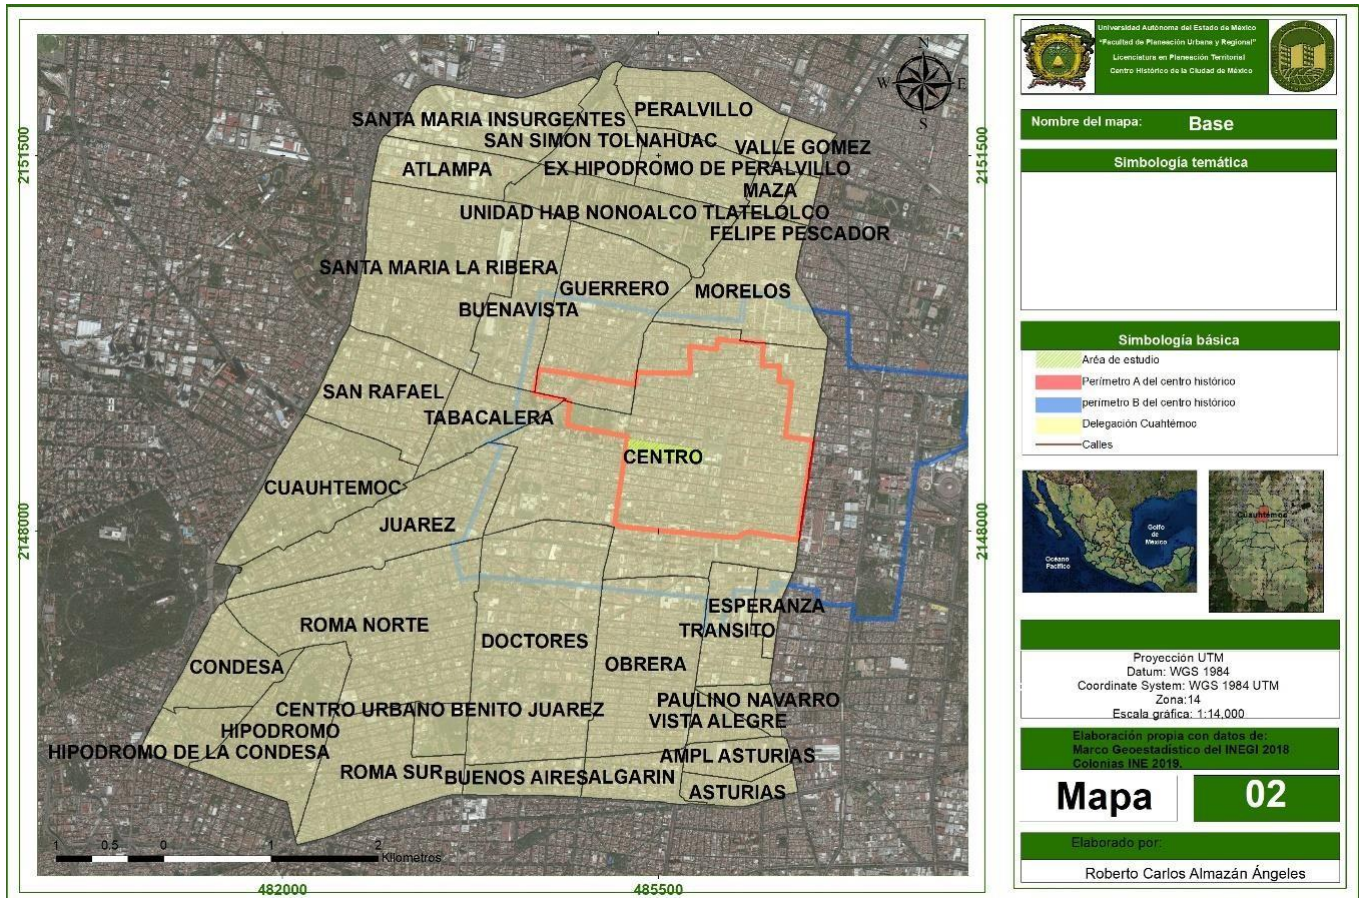 N
W
E
S
2151500
2148000
2151500
2148000
482000
485500
PERALVILLO
SANTA MARIA INSURGENTES
SAN SIMON TOLNAHUAC
VALLE GOMEZ
ATLAMPA
EX HIPODROMO DE PERALVILLO
MAZA
UNIDAD HAB NONOALCO TLATELOLCO
FELIPE PESCADOR
SANTA MARIA LA RIBERA
GUERRERO
MORELOS
BUENAVISTA
SAN RAFAEL
TABACALERA
CENTRO
CUAUHTEMOC
JUAREZ
ESPERANZA
ROMA NORTE
TRANSITO
DOCTORES
OBRERA
CONDESA
PAULINO NAVARRO
CENTRO URBANO BENITO JUAREZ
VISTA ALEGRE
HIPODROMO
HIPODROMO DE LA CONDESA
AMPL ASTURIAS
ROMA SUR
BUENOS AIRES
ALGARIN
ASTURIAS
1 0.5 0 1 2
Kilometros
Universidad Autónoma del Estado de México
"Facultad de Planeación Urbana y Regional"
Licenciatura en Planeación Territorial
Centro Histórico de la Ciudad de México
Nombre del mapa: Base
Simbología temática
Simbología básica
Aréa de estudio
Perímetro A del centro histórico
perímetro B del centro histórico
Delegación Cuahtémoc
Calles
Golfo
de
México
Océano
Pacífico
Cuauhtémoc
Proyección UTM
Datum: WGS 1984
Coordinate System: WGS 1984 UTM
Zona:14
Escala gráfica: 1:14,000
Elaboración propia con datos de:
Marco Geoestadístico del INEGI 2018
Colonias INE 2019.
Mapa 02
Elaborado por:
Roberto Carlos Almazán Ángeles